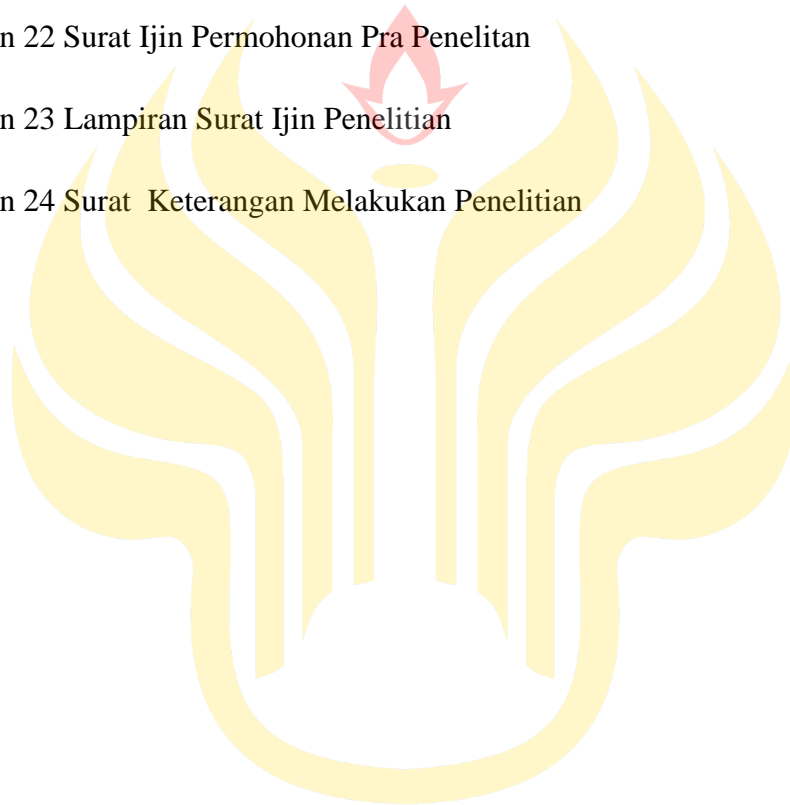 n 22 Surat Ijin Permohonan Pra Penelitan
n 23 Lampiran Surat Ijin Penelitian
n 24 Surat Keterangan Melakukan Penelitian